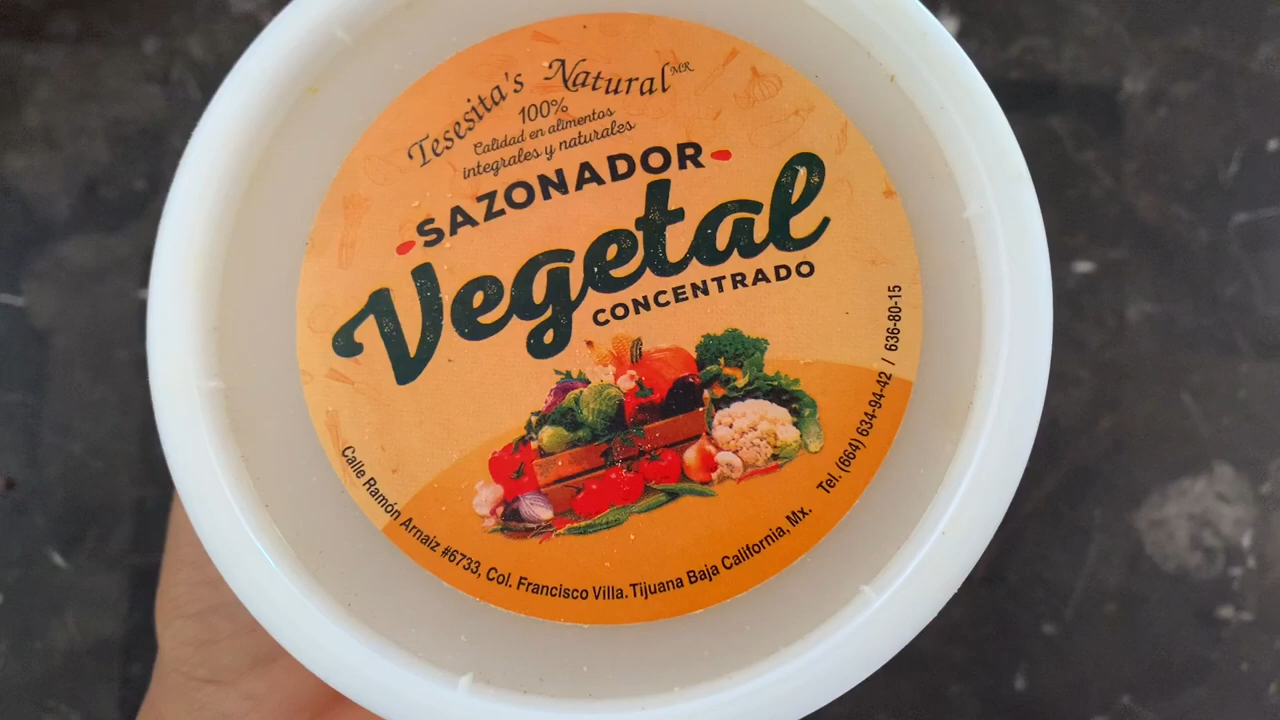 Tesesita's Natural MR
100%
Calidad en alimentos
integrales y naturales
SAZONADOR
Vegetal
CONCENTRADO
Calle Ramón Arnaiz #6733, Col. Francisco Villa. Tijuana Baja California, Mx.
Tel. (664) 634-94-42 / 636-80-15